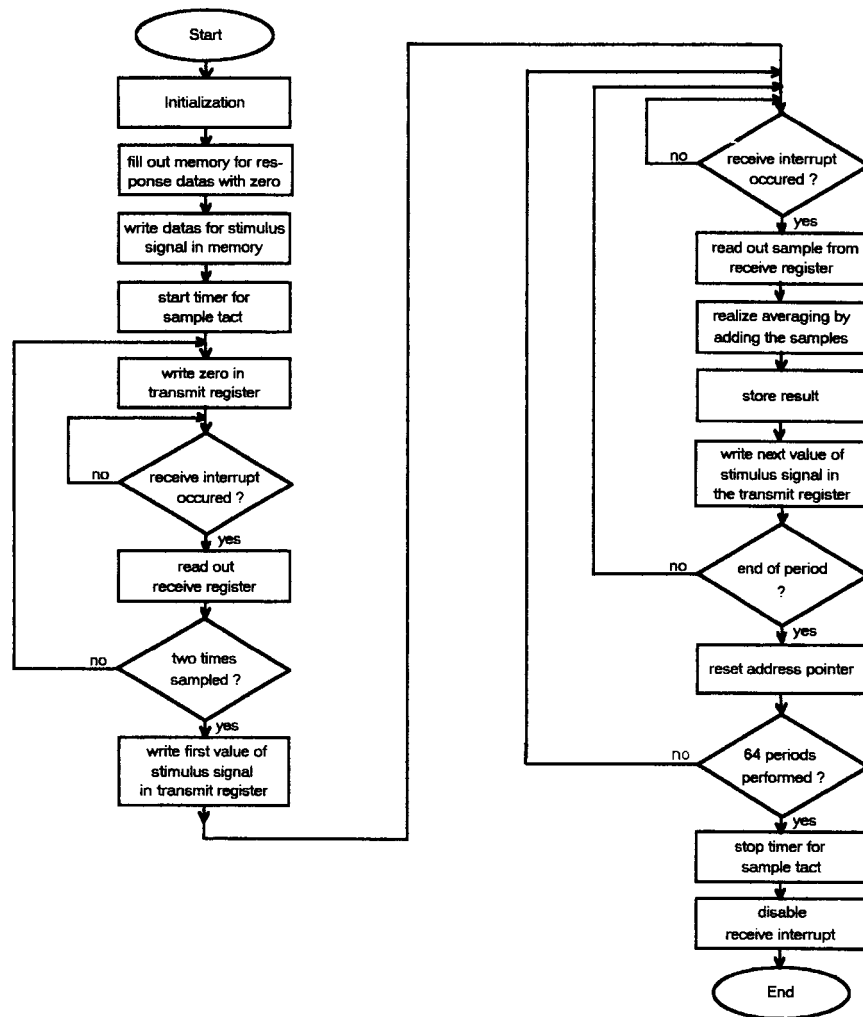 Start
Initialization
fill out memory for res-
ponse datas with zero
write datas for stimulus
signal in memory
start timer for
sample tact
write zero in
transmit register
no
receive interrupt
occured ?
yes
read out
receive register
no
two times
sampled ?
yes
write first value of
stimulus signal
in transmit register
no
receive interrupt
occured ?
yes
read out sample from
receive register
realize averaging by
adding the samples
store result
write next value of
stimulus signal in
the transmit register
no
end of period
?
yes
reset address pointer
no
64 periods
performed ?
yes
stop timer for
sample tact
disable
receive interrupt
End